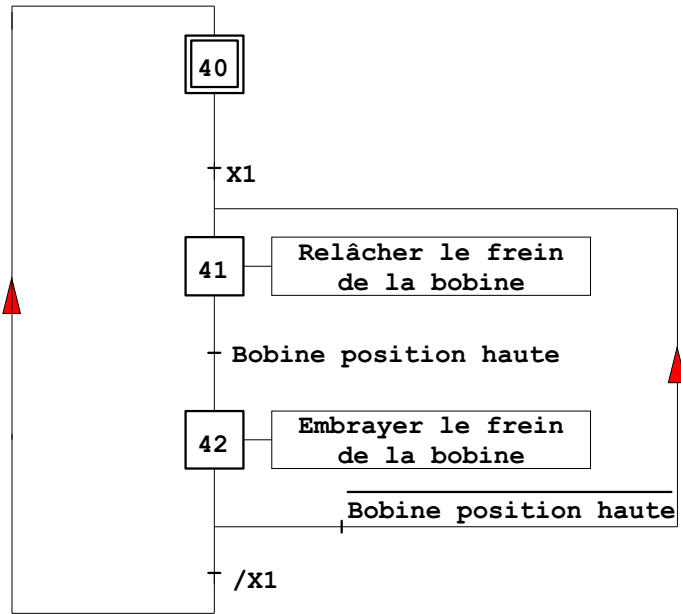 40
X1
41
Relâcher le frein
de la bobine
Bobine position haute
42
Embrayer le frein
de la bobine
Bobine position haute
/X1